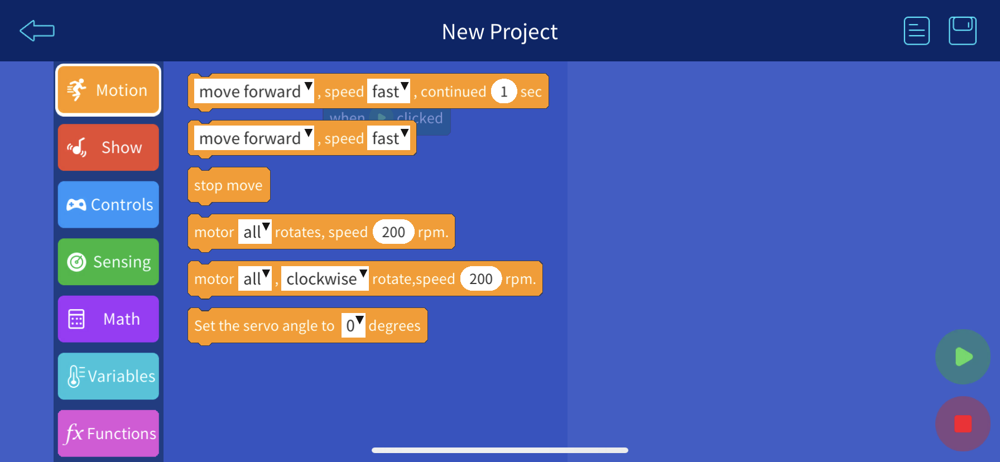 New Project
Motion
Show
Controls
Sensing
Math
Variables
fx Functions
move forward , speed fast , continued 1 sec
when clicked
move forward , speed fast
stop move
motor all rotates, speed 200 rpm.
motor all , clockwise rotate,speed 200 rpm.
Set the servo angle to 0 degrees